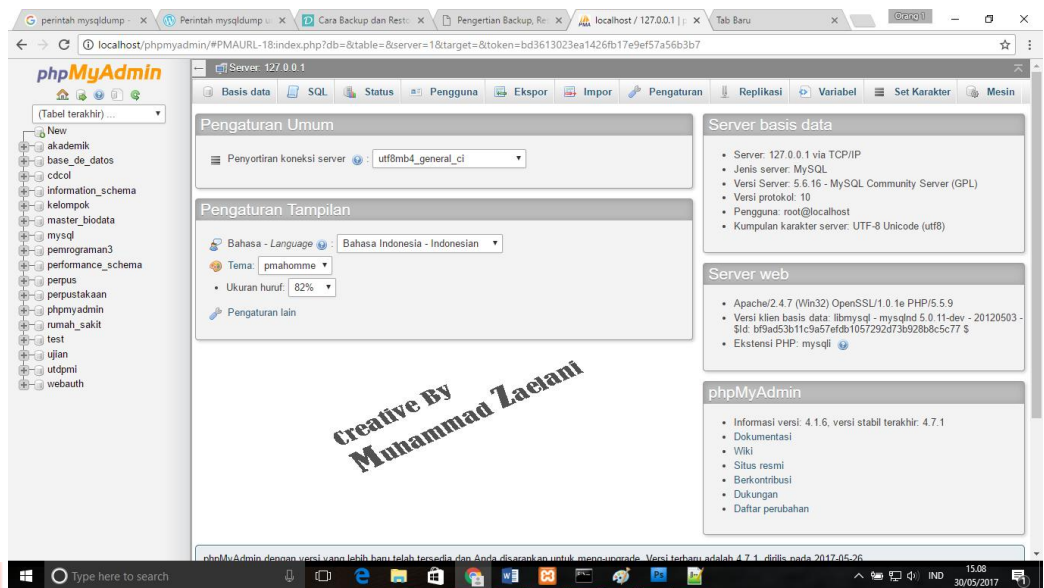 perintah mysqldump -
Perintah mysqldump u
Cara Backup dan Resto
Pengertian Backup, Re
localhost / 127.0.0.1 | p
Tab Baru
Orang 1
localhost/phpmyadmin/#PMAURL-18:index.php?db=&table=&server=1&target=&token=bd3613023ea1426fb17e9ef57a56b3b7
phpMyAdmin
(Tabel terakhir) ...
New
akademik
base_de_datos
cdcol
information_schema
kelompok
master_biodata
mysql
pemrograman3
performance_schema
perpus
perpustakaan
phpmyadmin
rumah_sakit
test
ujian
utdpmi
webauth
Server: 127.0.0.1
Basis data SQL Status Pengguna Ekspor Impor Pengaturan Replikasi Variabel Set Karakter Mesin
Pengaturan Umum
Penyortiran koneksi server : utf8mb4_general_ci
Pengaturan Tampilan
Bahasa - Language : Bahasa Indonesia - Indonesian
Tema: pmahomme
Ukuran huruf: 82%
Pengaturan lain
Creative By
Muhammad Zaelani
Server basis data
Server: 127.0.0.1 via TCP/IP
Jenis server: MySQL
Versi Server: 5.6.16 - MySQL Community Server (GPL)
Versi protokol: 10
Pengguna: root@localhost
Kumpulan karakter server: UTF-8 Unicode (utf8)
Server web
Apache/2.4.7 (Win32) OpenSSL/1.0.1e PHP/5.5.9
Versi klien basis data: libmysql - mysqlnd 5.0.11-dev - 20120503 -
$Id: bf9ad53b11c9a57efdb1057292d73b928b8c5c77 $
Ekstensi PHP: mysqli
phpMyAdmin
Informasi versi: 4.1.6, versi stabil terakhir: 4.7.1
Dokumentasi
Wiki
Situs resmi
Berkontribusi
Dukungan
Daftar perubahan
phpMyAdmin dengan versi yang lebih baru telah tersedia dan Anda disarankan untuk meng-upgrade. Versi terbaru adalah 4.7.1, dirilis pada 2017-05-26.
Type here to search
IND
15.08
30/05/2017